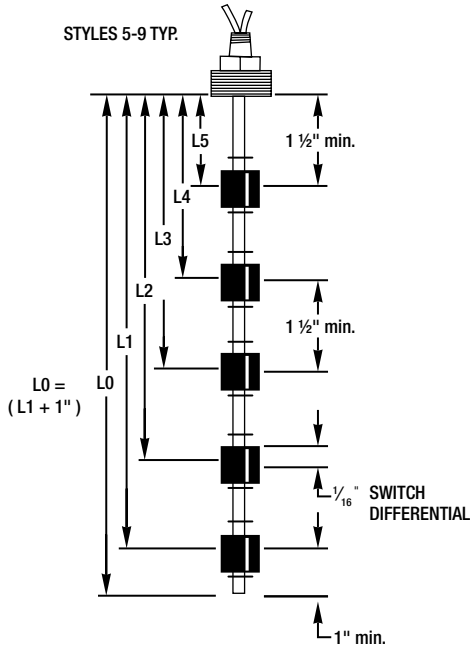 STYLES 5-9 TYP.
L5
1 ½" min.
L4
L3
L2
1 ½" min.
L1
L0 =
( L1 + 1" )
L0
1/16 " SWITCH
DIFFERENTIAL
1" min.